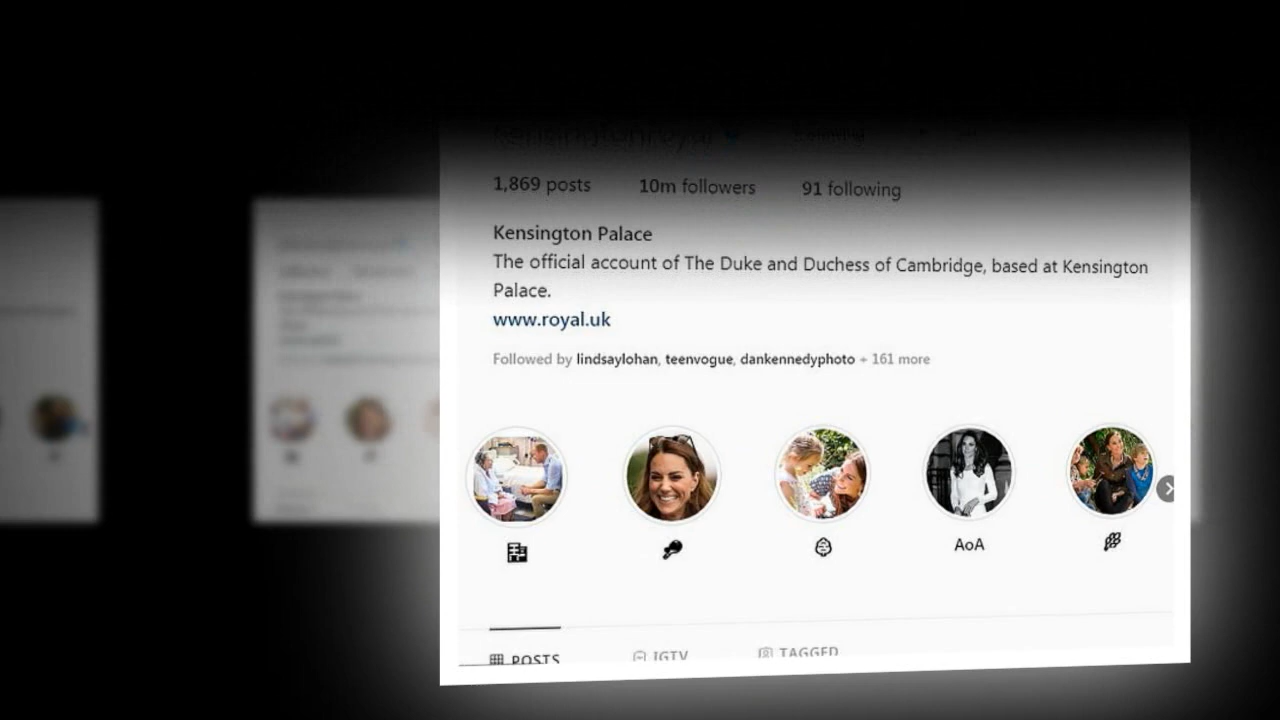 kensingtonroyal
1,869 posts 10m followers 91 following
Kensington Palace
The official account of The Duke and Duchess of Cambridge, based at Kensington
Palace.
www.royal.uk
Followed by lindsaylohan, teenvogue, dankennedyphoto + 161 more
AoA
POSTS IGTV TAGGED